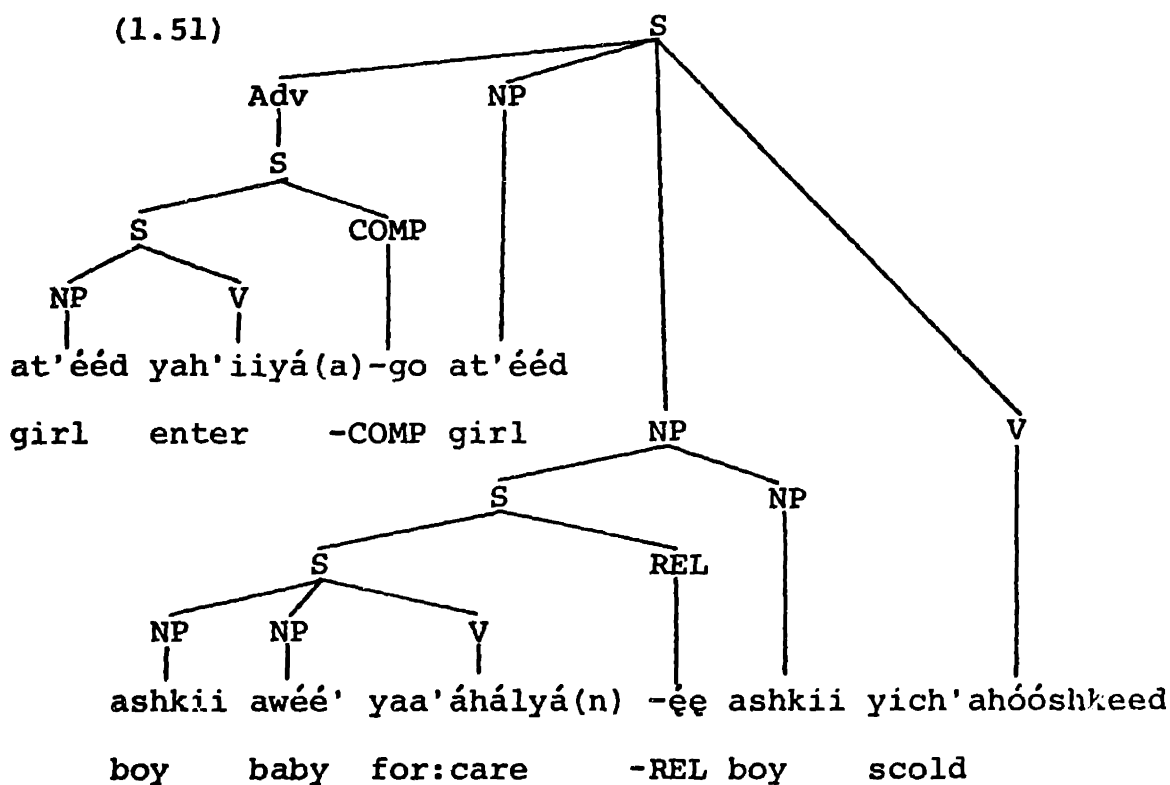 (1.51)
S
Adv NP
S
S COMP
NP V
at'ééd yah'iiyá(a)-go at'ééd
girl enter -COMP girl
NP V
S NP
S REL
NP NP V
ashkii awéé' yaa'áhályá(n) -ę́ę ashkii yich'ahóóshkeed
boy baby for:care -REL boy scold